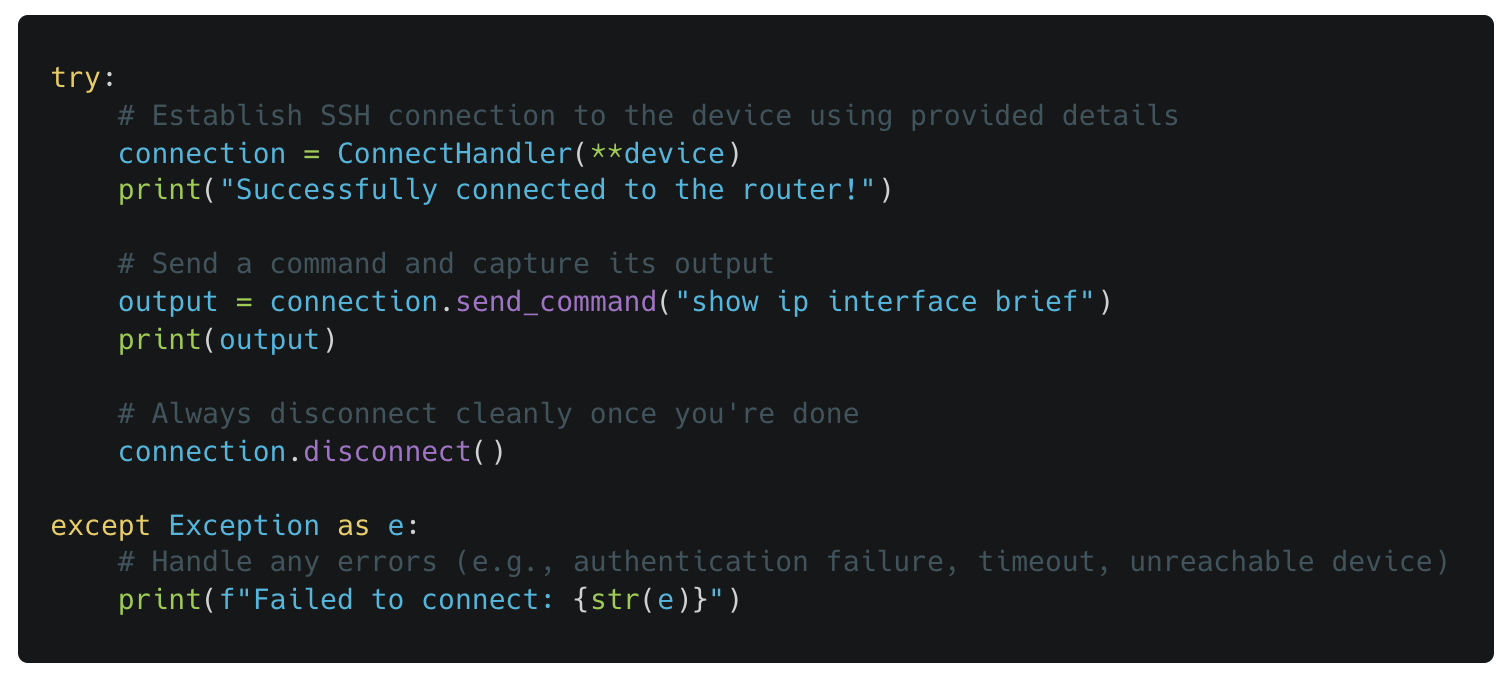 try:
    # Establish SSH connection to the device using provided details
    connection = ConnectHandler(**device)
    print("Successfully connected to the router!")

    # Send a command and capture its output
    output = connection.send_command("show ip interface brief")
    print(output)

    # Always disconnect cleanly once you're done
    connection.disconnect()

except Exception as e:
    # Handle any errors (e.g., authentication failure, timeout, unreachable device)
    print(f"Failed to connect: {str(e)}")